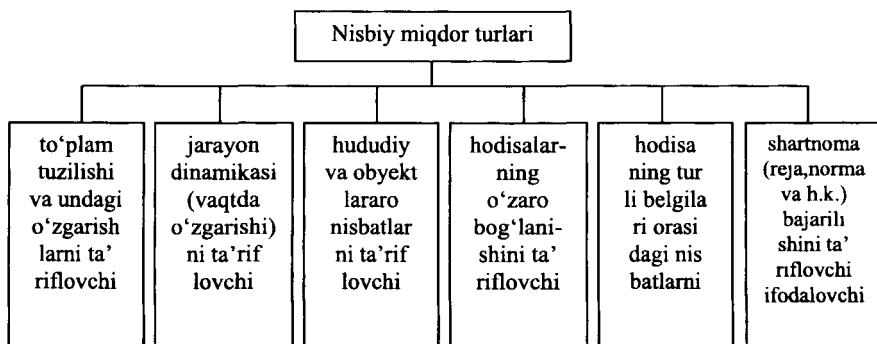 Nisbiy miqdor turlari
to‘plam
tuzilishi
va undagi
o‘zgarish
larni ta’
riflovchi
jarayon
dinamikasi
(vaqtda
o‘zgarishi)
ni ta’rif
lovchi
hududiy
va obyekt
lararo
nisbatlar
ni ta’rif
lovchi
hodisalar-
ning
o‘zaro
bog‘lani-
shini ta’
riflovchi
hodisa
ning tur
li belgila
ri orasi
dagi nis
batlarni
shartnoma
(reja,norma
va h.k.)
bajarili
shini ta’
riflovchi
ifodalovchi